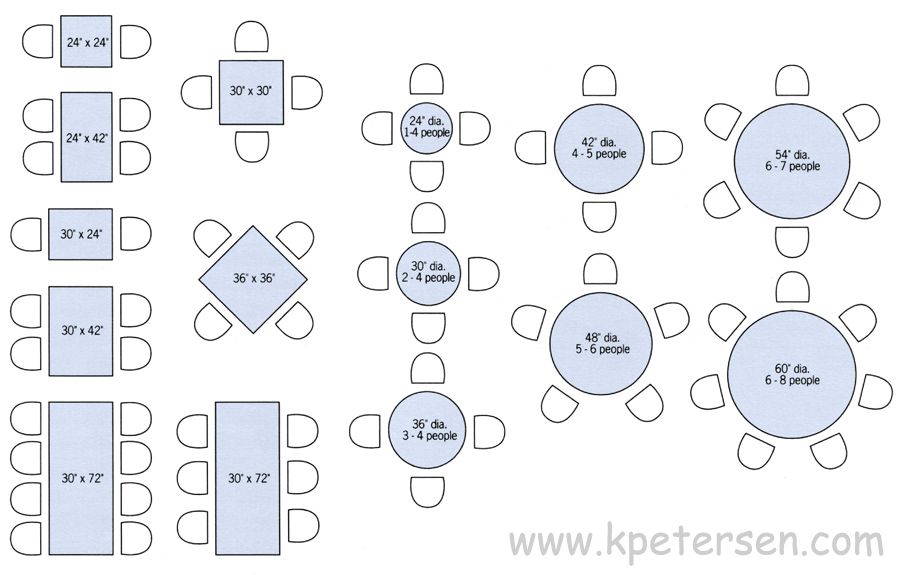 24" x 24"
24" x 42"
30" x 24"
30" x 42"
30" x 72"
30" x 30"
36" x 36"
30" x 72"
24" dia.
1-4 people
30" dia.
2 - 4 people
36" dia.
3 - 4 people
42" dia.
4 - 5 people
48" dia.
5 - 6 people
54" dia.
6 - 7 people
60" dia.
6 - 8 people
www.kpetersen.com